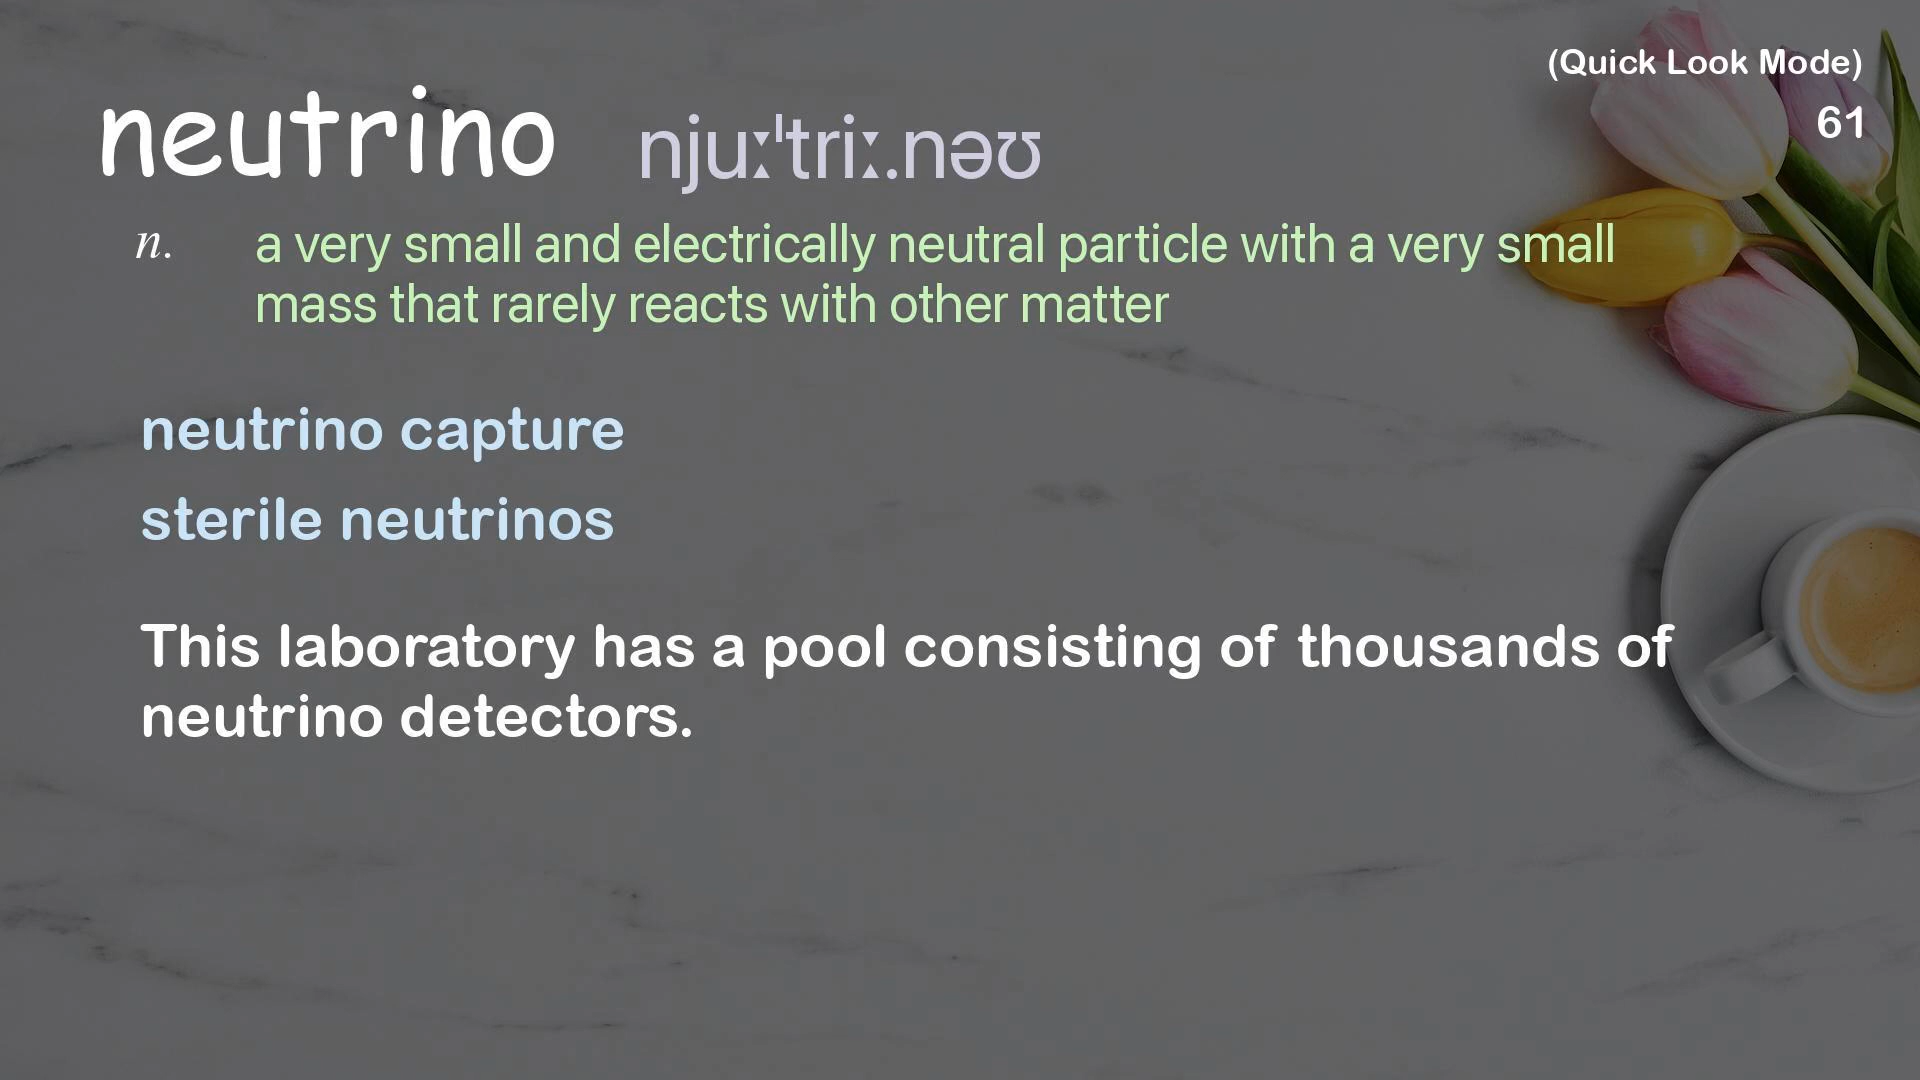 (Quick Look Mode)
61
neutrino njuːˈtriː.nəʊ
n. a very small and electrically neutral particle with a very small
mass that rarely reacts with other matter
neutrino capture
sterile neutrinos
This laboratory has a pool consisting of thousands of
neutrino detectors.